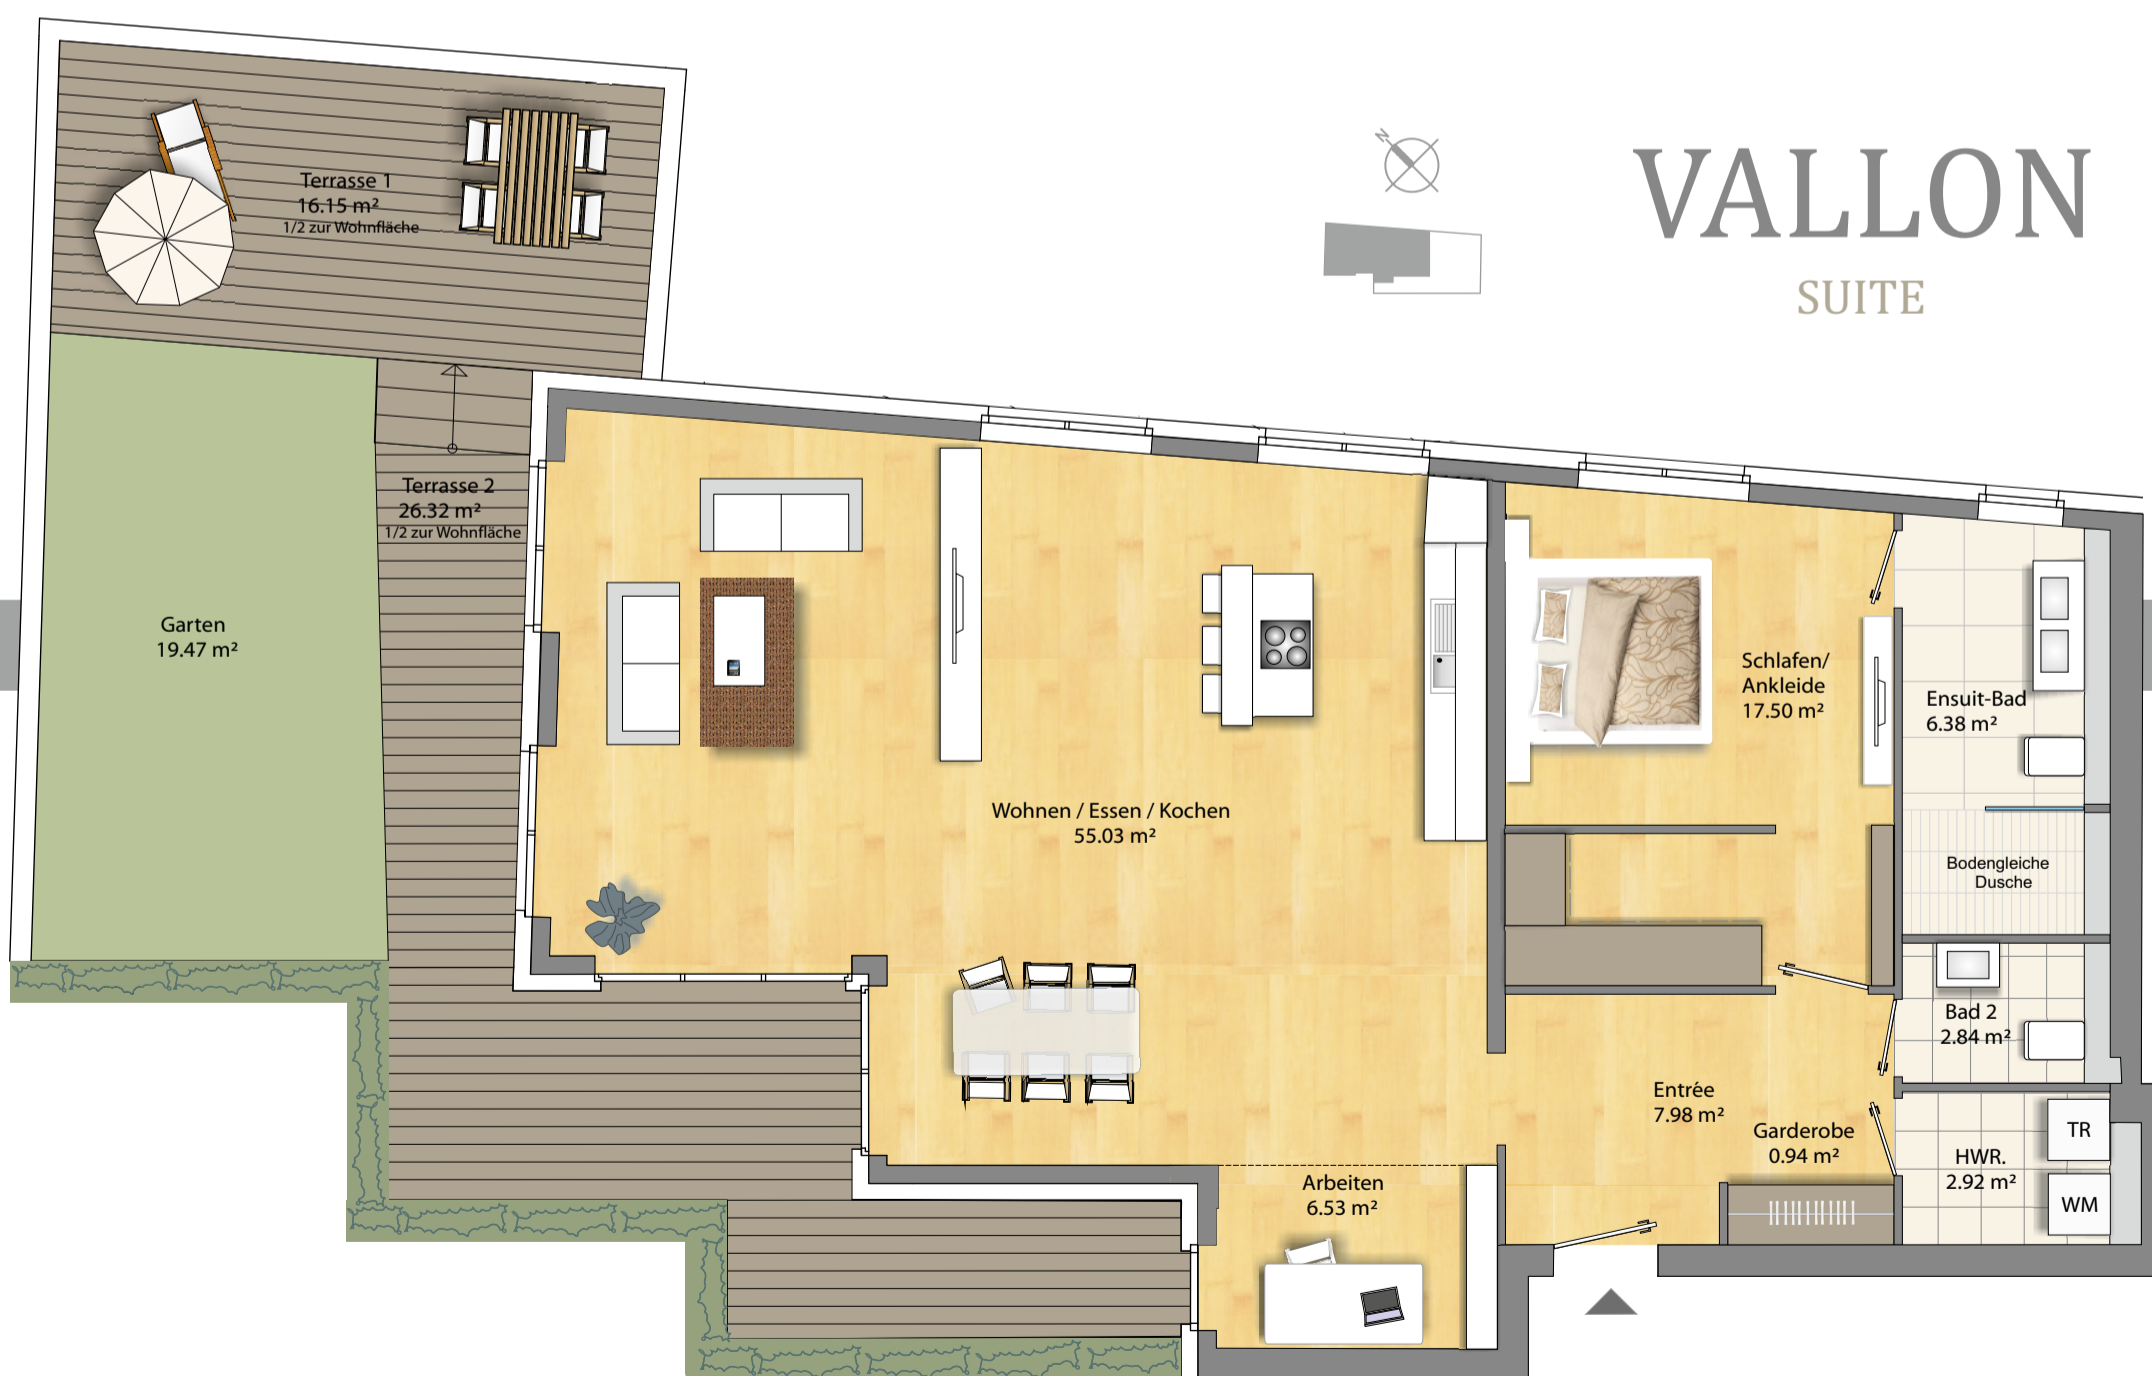 N
VALLON
SUITE
Terrasse 1
16.15 m²
1/2 zur Wohnfläche
Terrasse 2
26.32 m²
1/2 zur Wohnfläche
Garten
19.47 m²
Wohnen / Essen / Kochen
55.03 m²
Schlafen/
Ankleide
17.50 m²
Ensuit-Bad
6.38 m²
Bodengleiche
Dusche
Bad 2
2.84 m²
Entrée
7.98 m²
Garderobe
0.94 m²
HWR.
2.92 m²
TR
WM
Arbeiten
6.53 m²